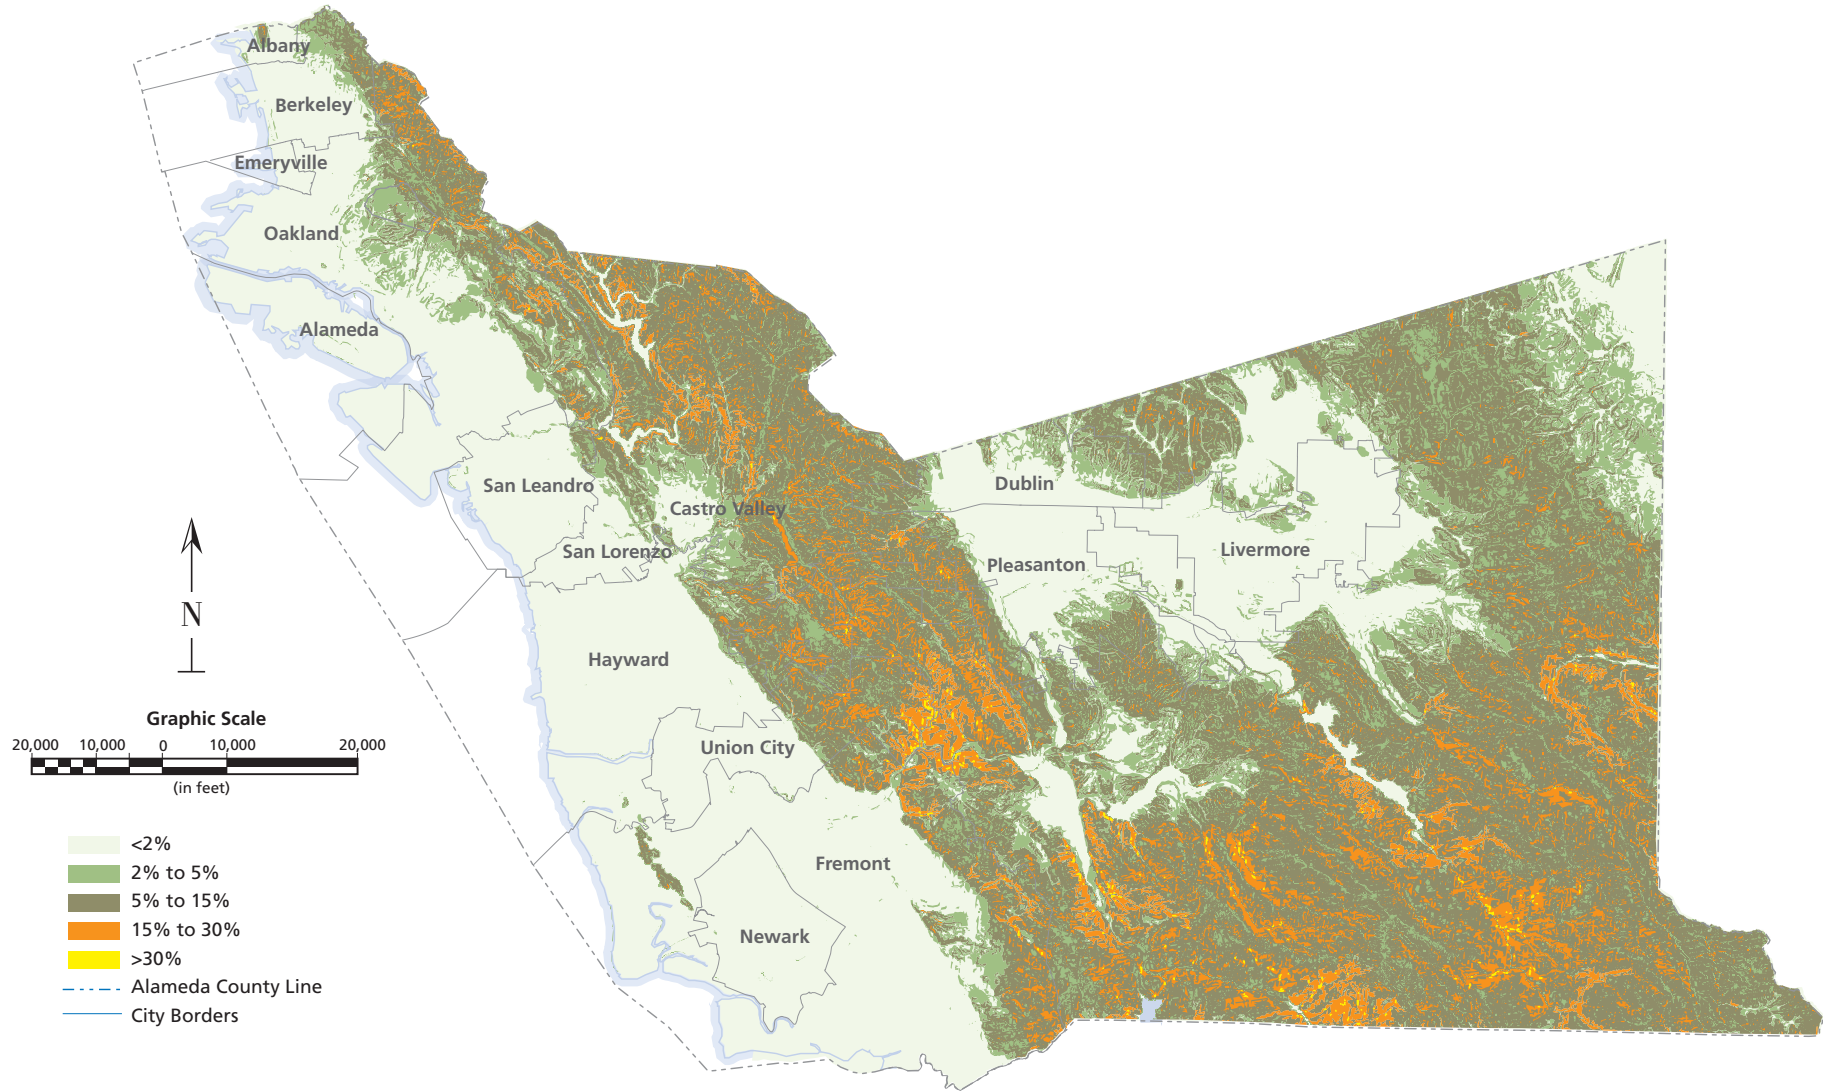 Albany
Berkeley
Emeryville
Oakland
Alameda
San Leandro
Castro Valley
San Lorenzo
Dublin
Pleasanton
Livermore
Hayward
Union City
Fremont
Newark
N
Graphic Scale
20,000 10,000 0 10,000 20,000
(in feet)
<2%
2% to 5%
5% to 15%
15% to 30%
>30%
Alameda County Line
City Borders